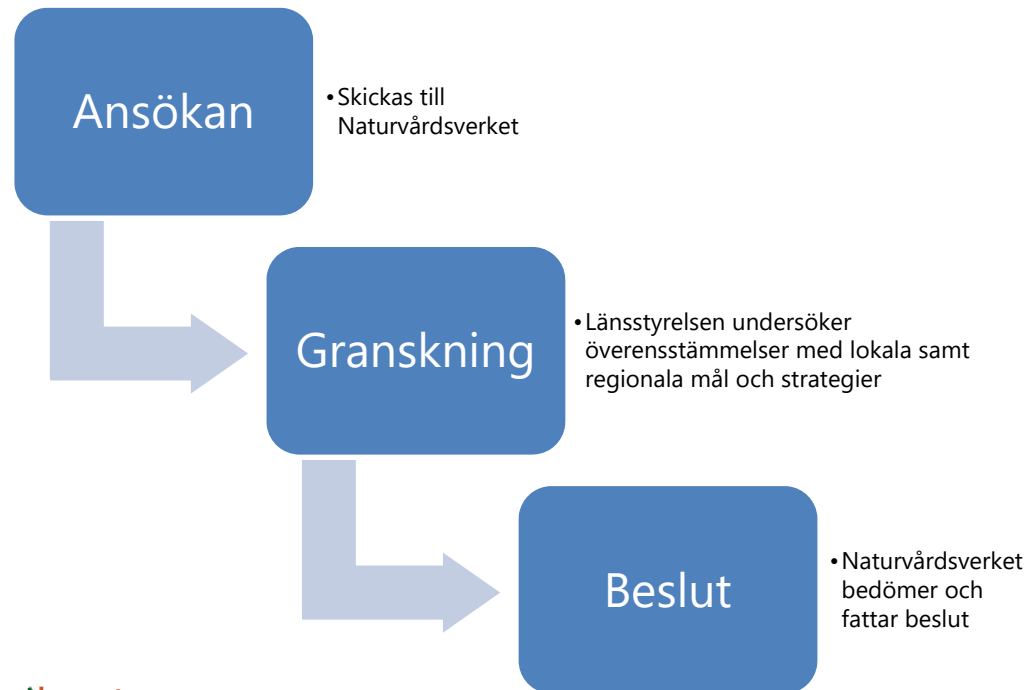 Ansökan
•Skickas till
Naturvårdsverket
Granskning
•Länsstyrelsen undersöker
överensstämmelser med lokala samt
regionala mål och strategier
Beslut
•Naturvårdsverket
bedömer och
fattar beslut